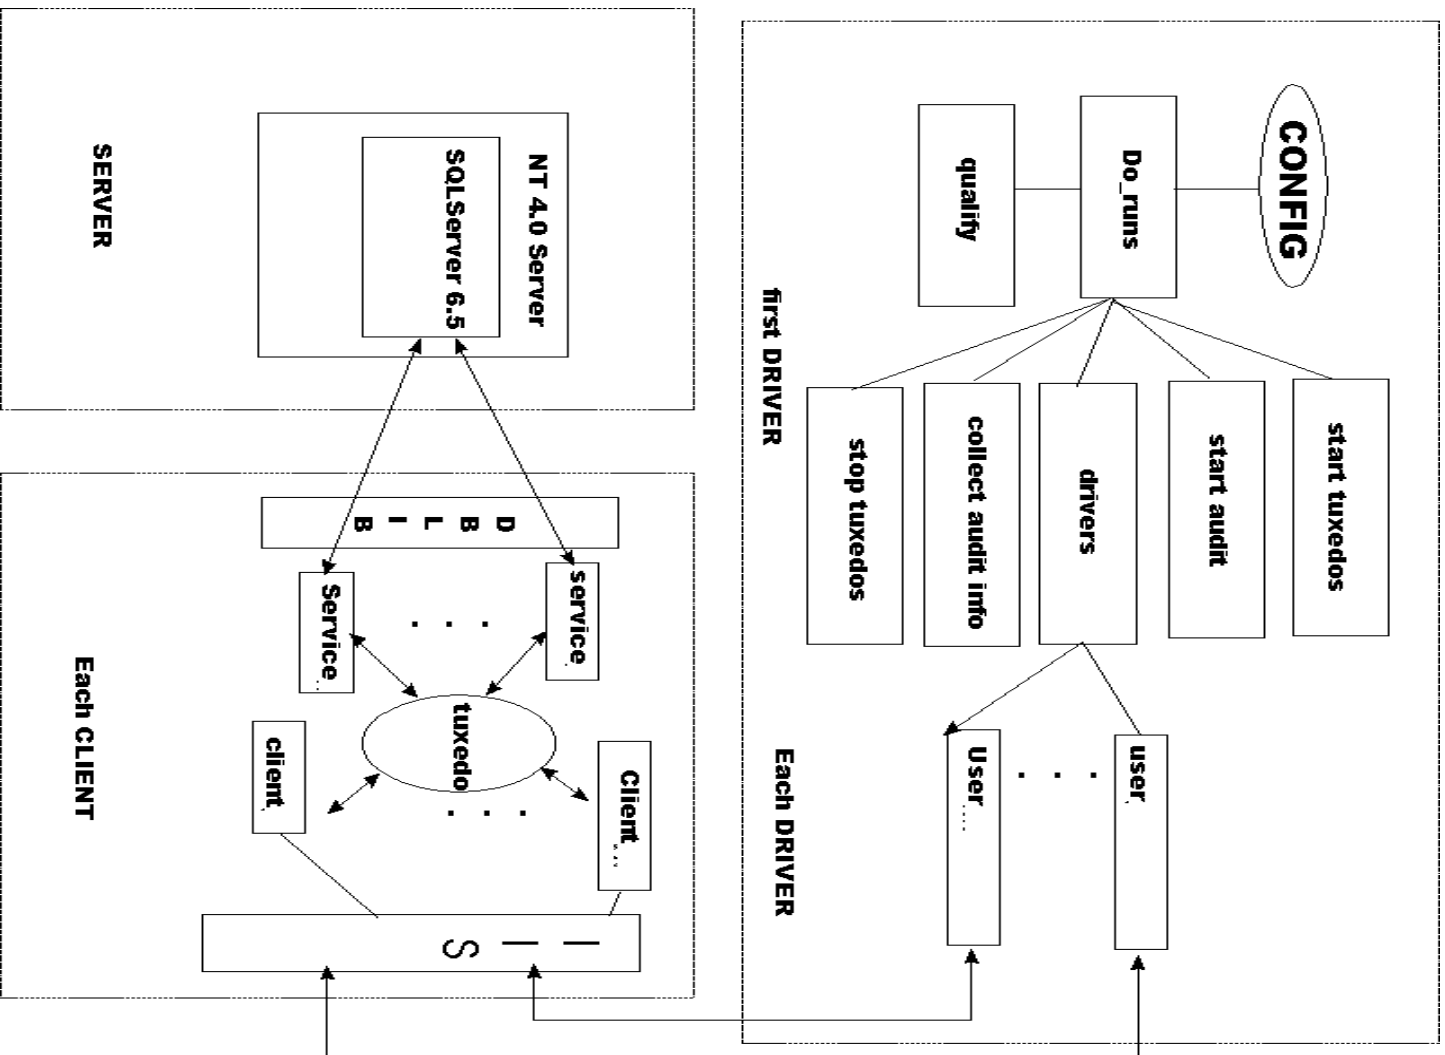 CONFIG
Do_runs
qualify
start tuxedos
start audit
drivers
collect audit info
stop tuxedos
user
. . .
User....
first DRIVER
Each DRIVER
NT 4.0 Server
SQLServer 6.5
SERVER
D
B
L
I
B
service
. . .
Service..
tuxedo
Client...
. . .
client
I
I
S
Each CLIENT